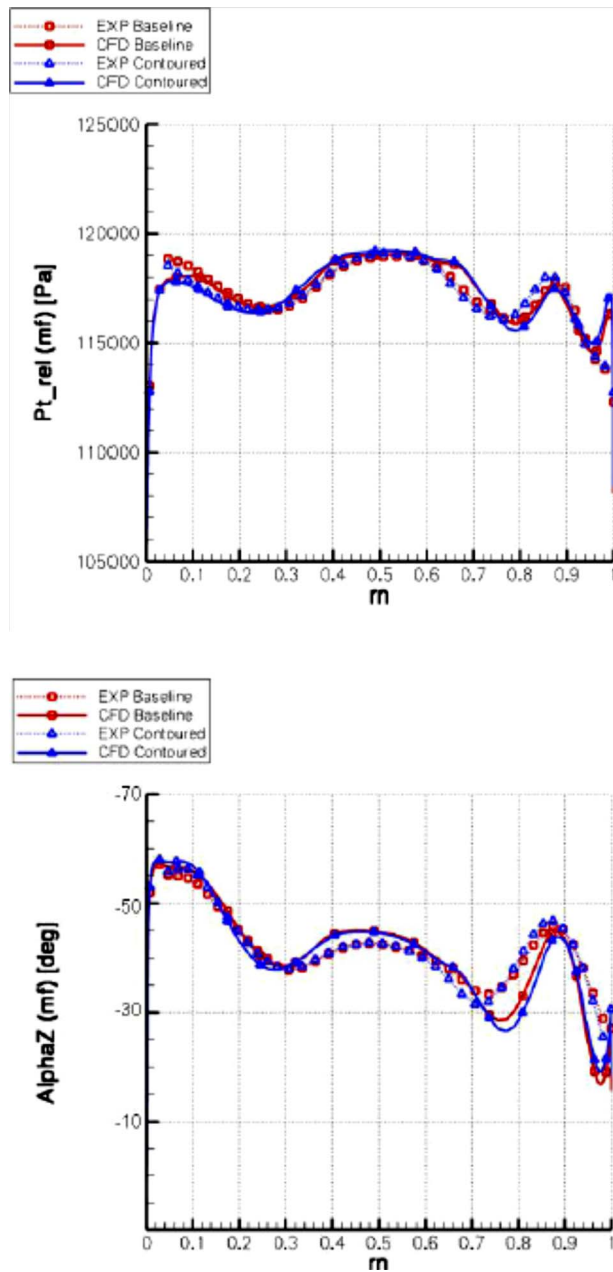 EXP Baseline
CFD Baseline
EXP Contoured
CFD Contoured
125000
120000
115000
110000
105000
Pt_rel (mf) [Pa]
0 0.1 0.2 0.3 0.4 0.5 0.6 0.7 0.8 0.9 1
rn
EXP Baseline
CFD Baseline
EXP Contoured
CFD Contoured
-70
-50
-30
-10
AlphaZ (mf) [deg]
0 0.1 0.2 0.3 0.4 0.5 0.6 0.7 0.8 0.9 1
rn